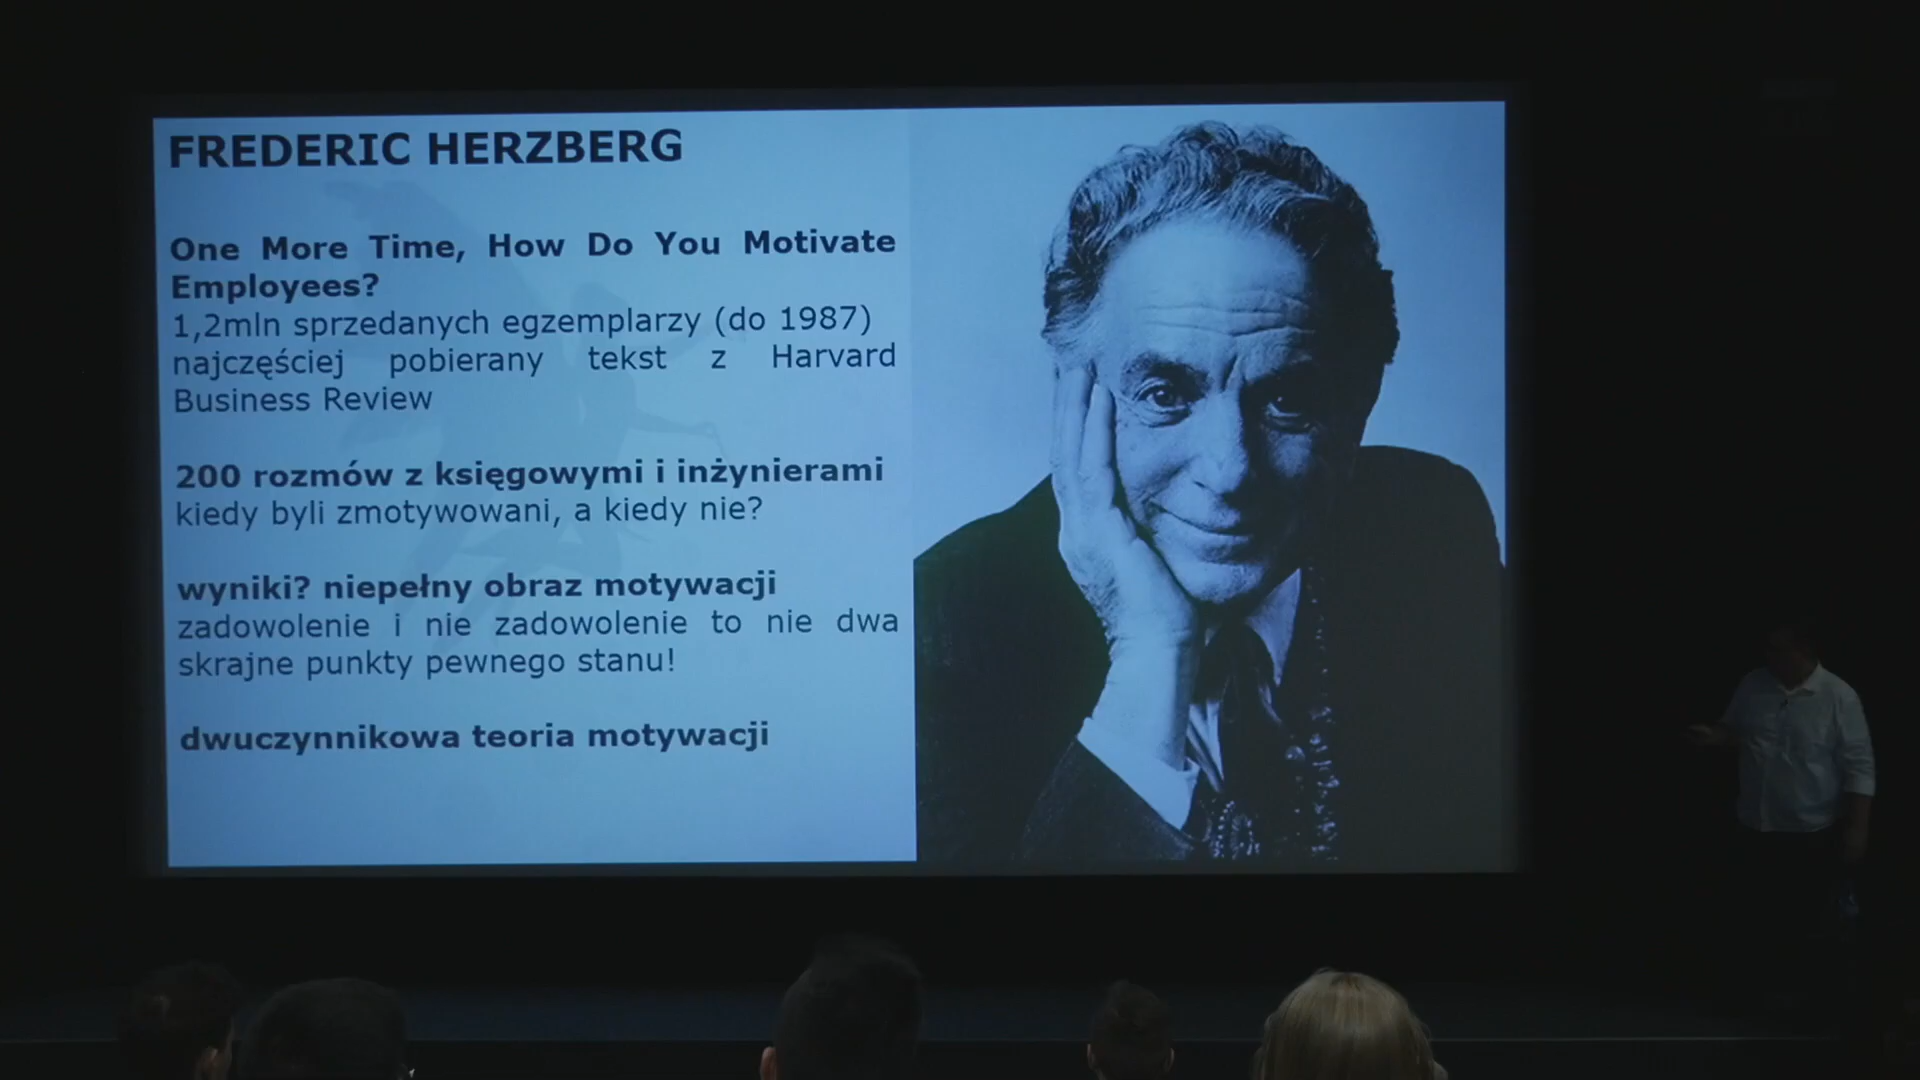 FREDERIC HERZBERG
One More Time, How Do You Motivate
Employees?
1,2mln sprzedanych egzemplarzy (do 1987)
najczęściej pobierany tekst z Harvard
Business Review
200 rozmów z księgowymi i inżynierami
kiedy byli zmotywowani, a kiedy nie?
wyniki? niepełny obraz motywacji
zadowolenie i nie zadowolenie to nie dwa
skrajne punkty pewnego stanu!
dwuczynnikowa teoria motywacji